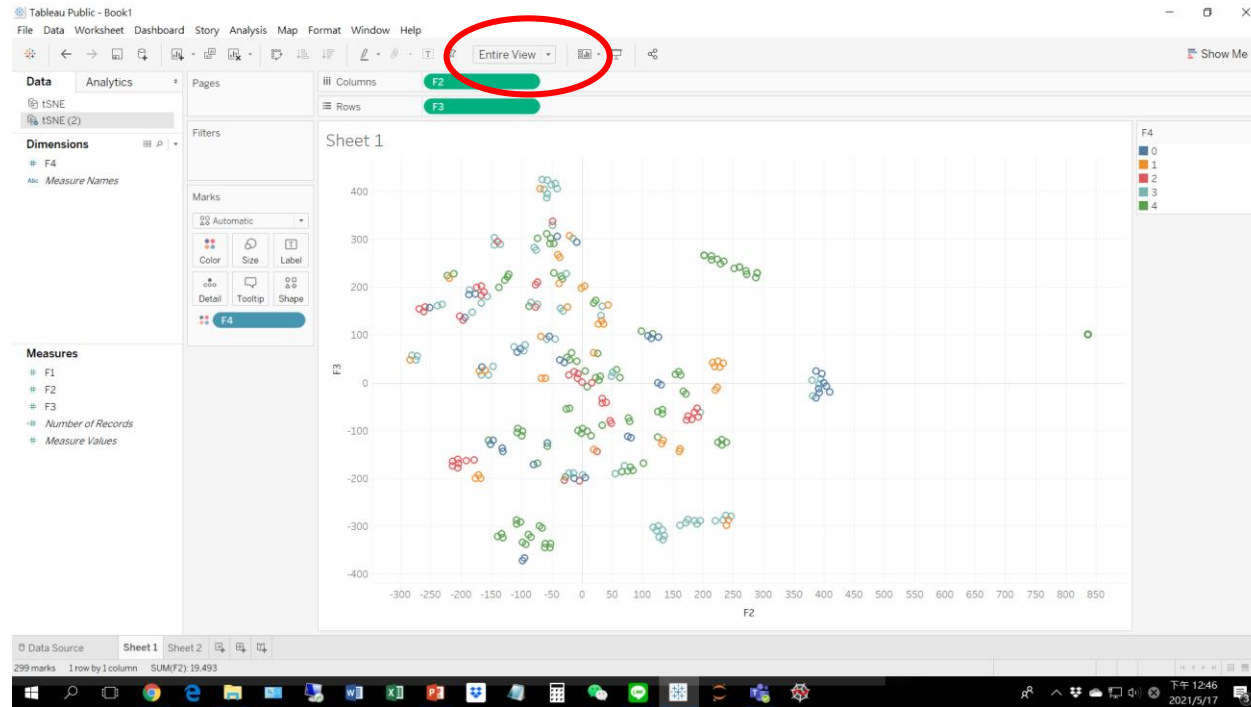 Tableau Public - Book1
File Data Worksheet Dashboard Story Analysis Map Format Window Help
Entire View
Show Me
Data Analytics
tSNE
tSNE (2)
Dimensions
# F4
Abc Measure Names
Measures
# F1
# F2
# F3
# Number of Records
# Measure Values
Pages
Filters
Marks
Automatic
Color Size Label
Detail Tooltip Shape
F4
iii Columns F2
Rows F3
Sheet 1
F3
400
300
200
100
0
-100
-200
-300
-400
-300 -250 -200 -150 -100 -50 0 50 100 150 200 250 300 350 400 450 500 550 600 650 700 750 800 850
F2
F4
0
1
2
3
4
Data Source Sheet 1 Sheet 2
299 marks 1 row by 1 column SUM(F2): 19.493
下午 12:46
2021/5/17